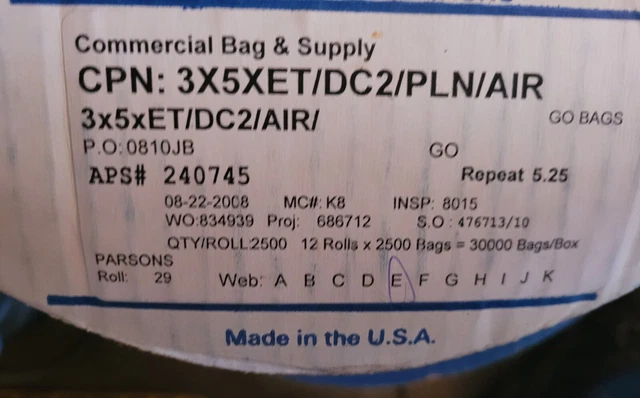 Commercial Bag & Supply
CPN: 3X5XET/DC2/PLN/AIR
3x5xET/DC2/AIR/
GO BAGS
P.O:0810JB GO
APS# 240745 Repeat 5.25
08-22-2008 MC#: K8 INSP: 8015
WO:834939 Proj: 686712 S.O : 476713/10
QTY/ROLL:2500 12 Rolls x 2500 Bags = 30000 Bags/Box
PARSONS
Roll: 29 Web: A B C D E F G H I J K
Made in the U.S.A.